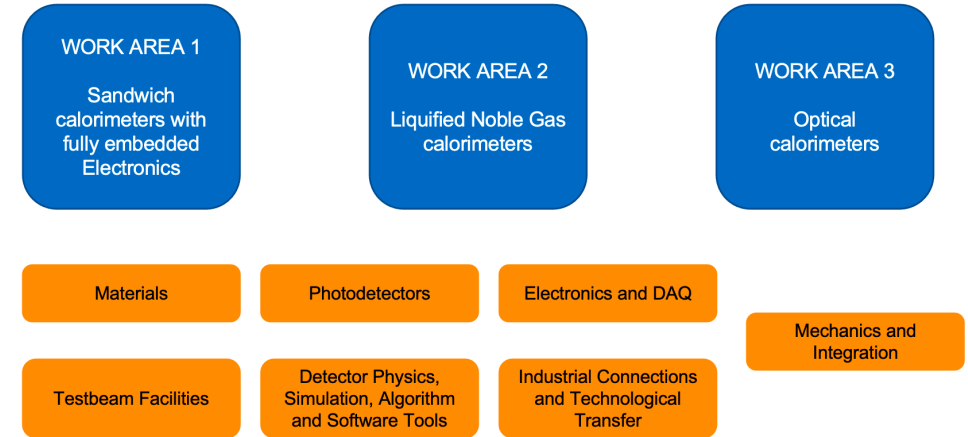 WORK AREA 1
Sandwich
calorimeters with
fully embedded
Electronics
WORK AREA 2
Liquified Noble Gas
calorimeters
WORK AREA 3
Optical
calorimeters
Materials
Photodetectors
Electronics and DAQ
Mechanics and
Integration
Testbeam Facilities
Detector Physics,
Simulation, Algorithm
and Software Tools
Industrial Connections
and Technological
Transfer